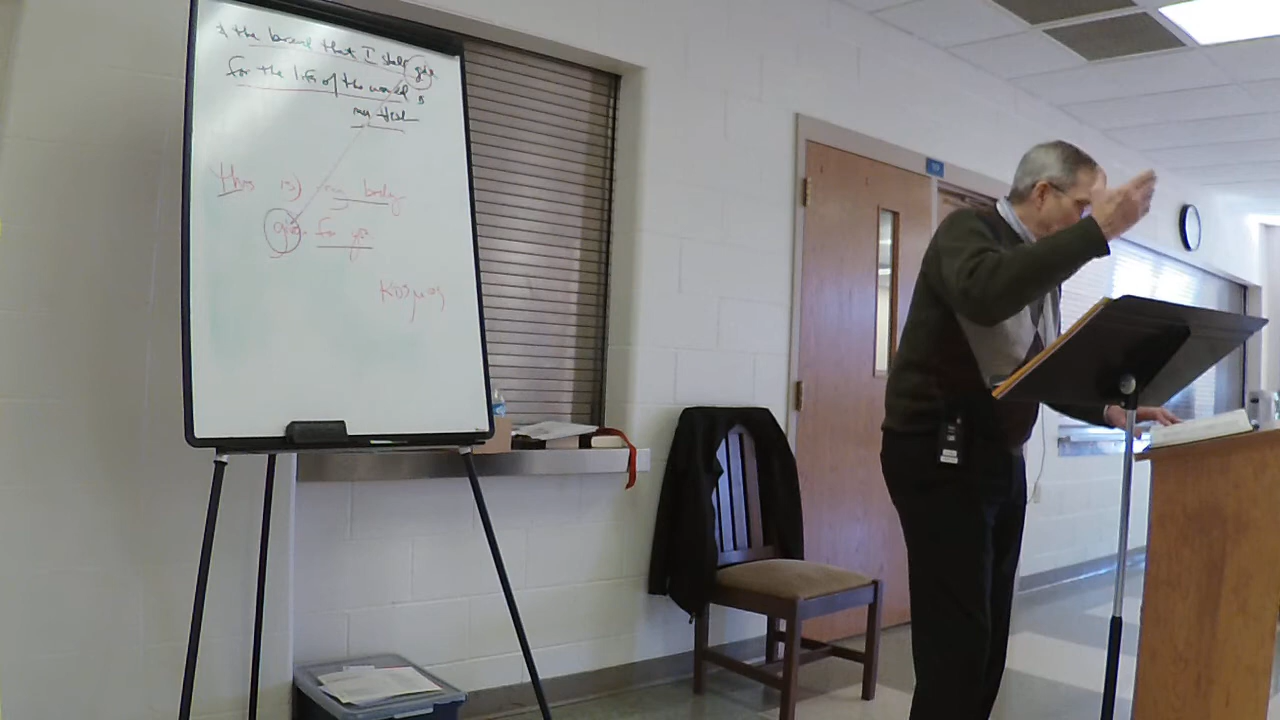 the bread that I shall give
for the life of the world is
my flesh
this is my body
given for you
Κόσμος